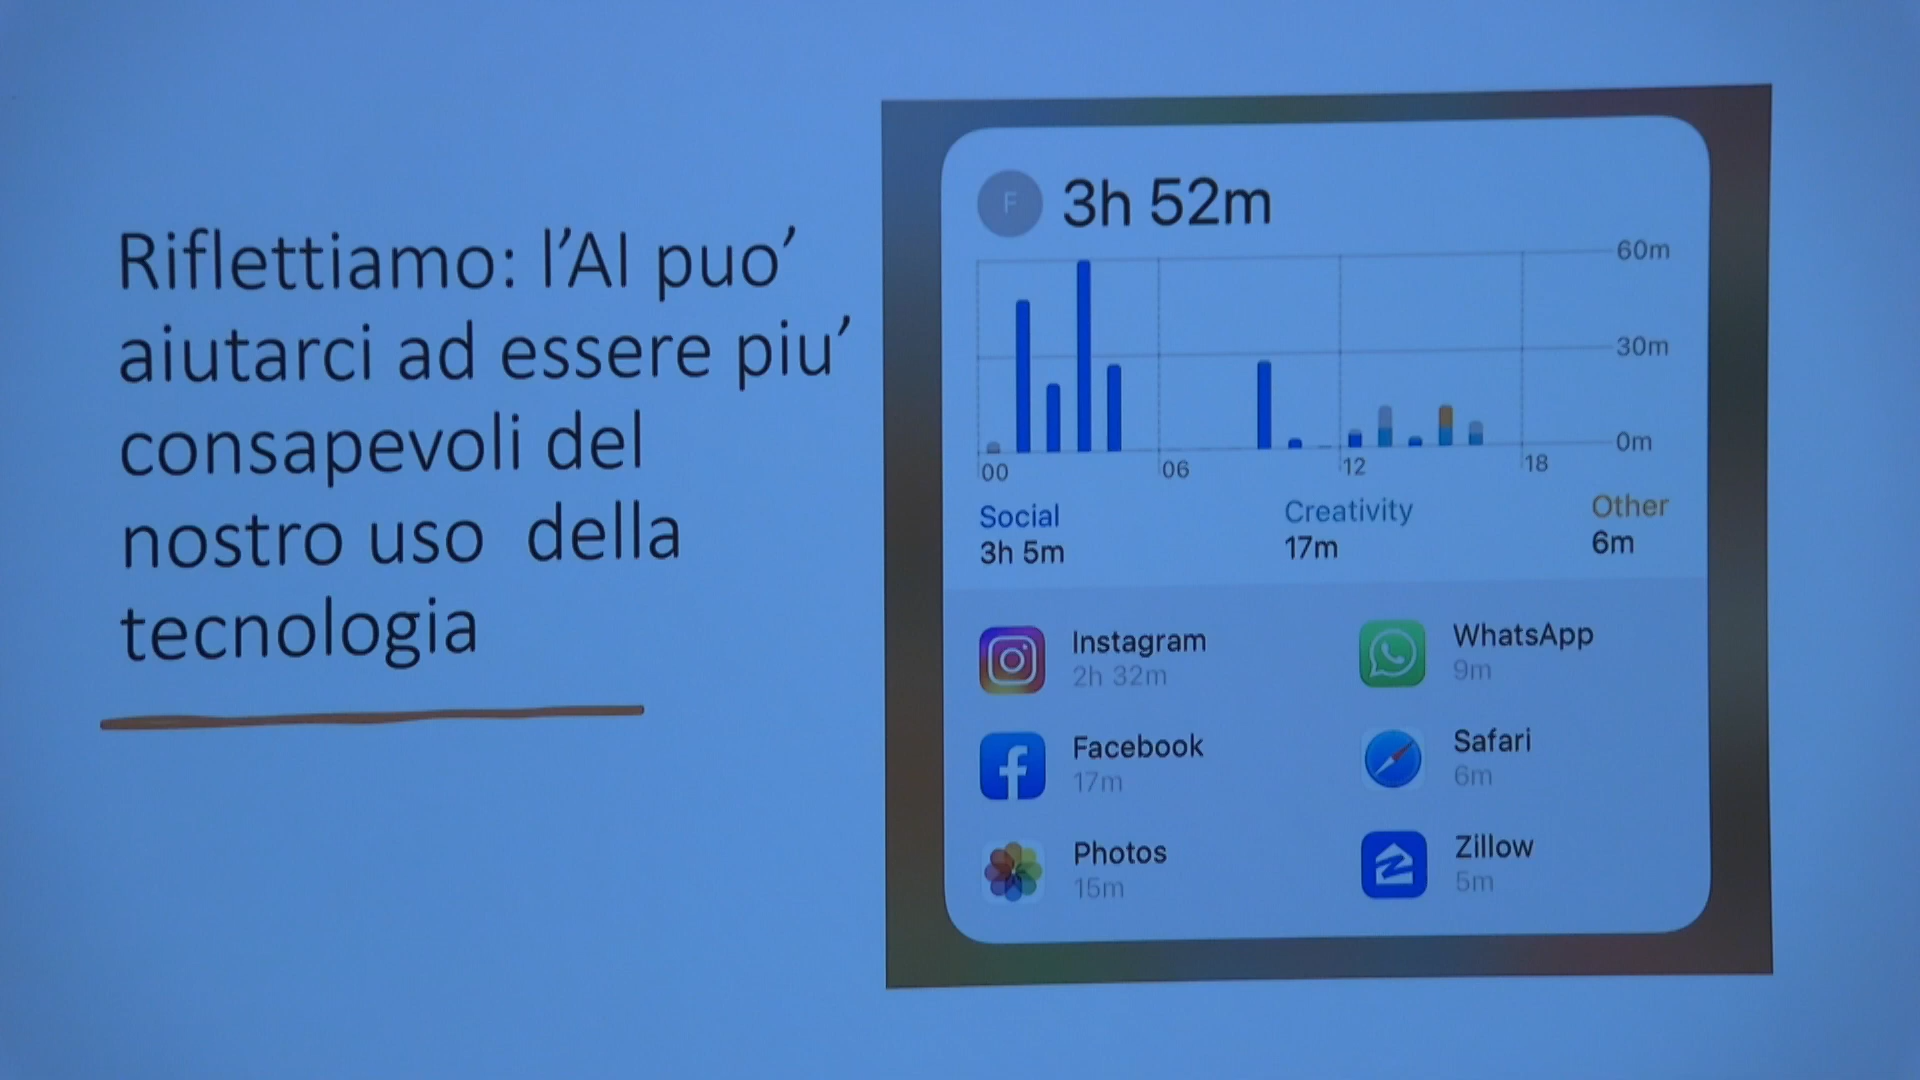 Riflettiamo: l'AI puo'
aiutarci ad essere piu'
consapevoli del
nostro uso della
tecnologia
F
3h 52m
60m
30m
0m
00
06
12
18
Social
3h 5m
Creativity
17m
Other
6m
Instagram
2h 32m
WhatsApp
9m
Facebook
17m
Safari
6m
Photos
15m
Zillow
5m